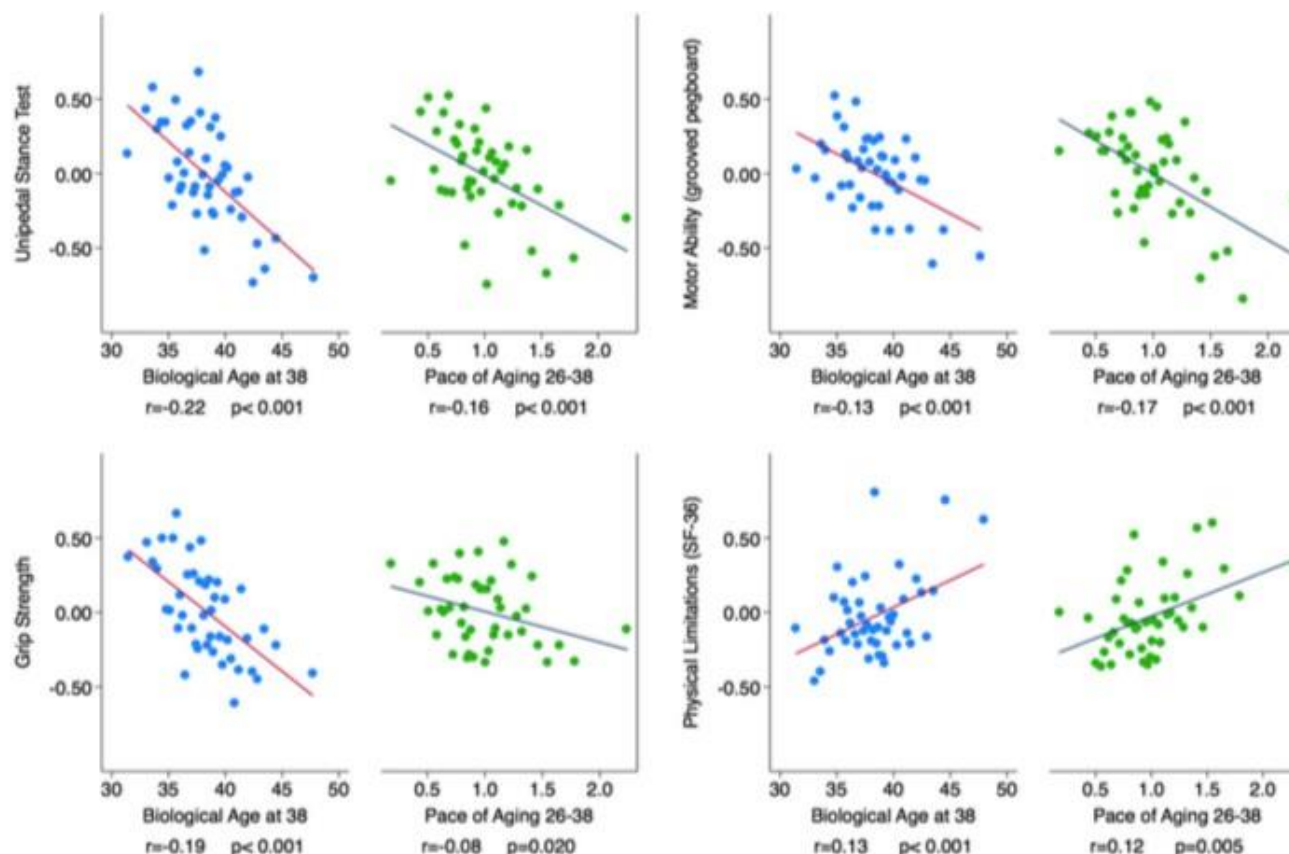 Unipedal Stance Test
0.50
0.00
-0.50
30 35 40 45 50
Biological Age at 38
r=-0.22 p< 0.001
0.5 1.0 1.5 2.0
Pace of Aging 26-38
r=-0.16 p< 0.001
Motor Ability (grooved pegboard)
0.50
0.00
-0.50
30 35 40 45 50
Biological Age at 38
r=-0.13 p< 0.001
0.5 1.0 1.5 2.0
Pace of Aging 26-38
r=-0.17 p< 0.001
Grip Strength
0.50
0.00
-0.50
30 35 40 45 50
Biological Age at 38
r=-0.19 p< 0.001
0.5 1.0 1.5 2.0
Pace of Aging 26-38
r=-0.08 p=0.020
Physical Limitations (SF-36)
0.50
0.00
-0.50
30 35 40 45 50
Biological Age at 38
r=0.13 p< 0.001
0.5 1.0 1.5 2.0
Pace of Aging 26-38
r=0.12 p=0.005